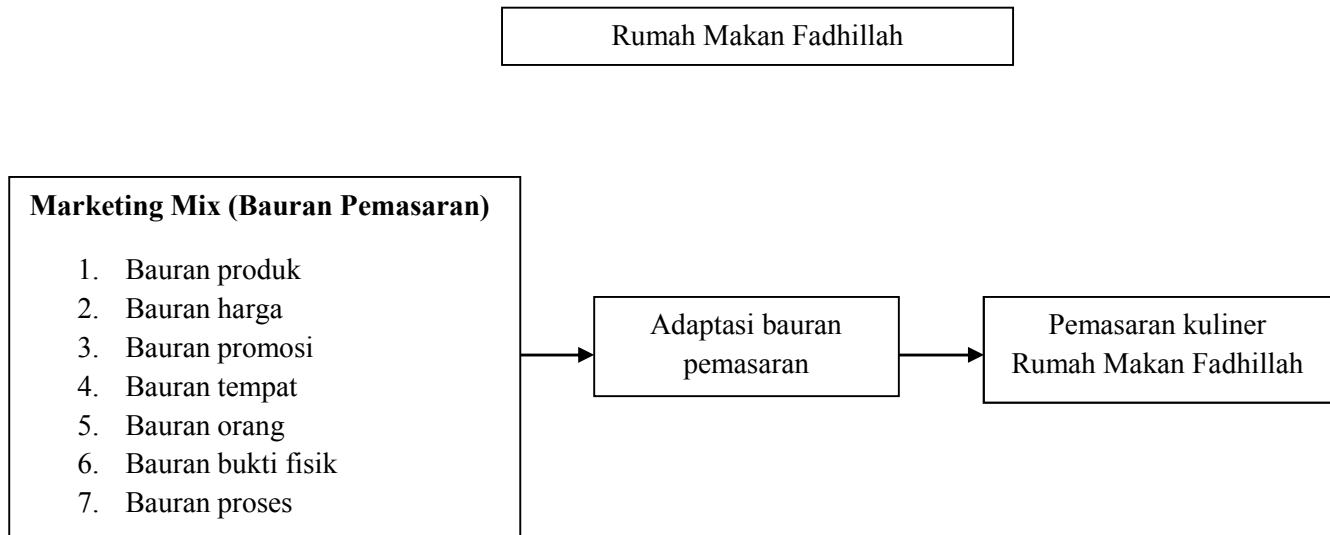 Rumah Makan Fadhillah
Marketing Mix (Bauran Pemasaran)
1. Bauran produk
2. Bauran harga
3. Bauran promosi
4. Bauran tempat
5. Bauran orang
6. Bauran bukti fisik
7. Bauran proses
Adaptasi bauran
pemasaran
Pemasaran kuliner
Rumah Makan Fadhillah